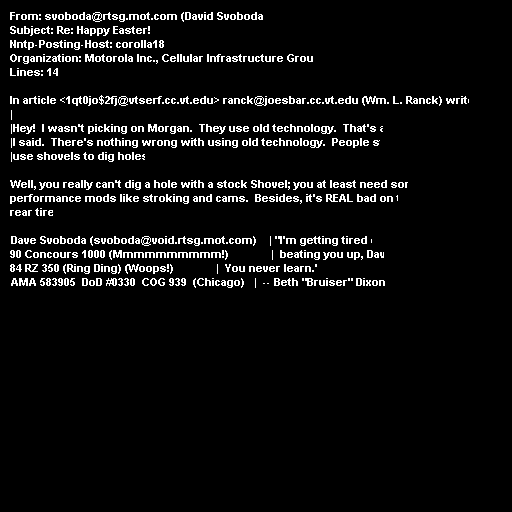 From: svoboda@rtsg.mot.com (David Svoboda
Subject: Re: Happy Easter!
Nntp-Posting-Host: corolla18
Organization: Motorola Inc., Cellular Infrastructure Grou
Lines: 14

In article <1qt0jo$2fj@vtserf.cc.vt.edu> ranck@joesbar.cc.vt.edu (Wm. L. Ranck) write
|
|Hey!  I wasn't picking on Morgan.  They use old technology.  That's a
|I said.  There's nothing wrong with using old technology.  People s
|use shovels to dig holes

Well, you really can't dig a hole with a stock Shovel; you at least need som
performance mods like stroking and cams.  Besides, it's REAL bad on t
rear tire

Dave Svoboda (svoboda@void.rtsg.mot.com)    | "I'm getting tired
90 Concours 1000 (Mmmmmmmmmm!)              |  beating you up, Dav
84 RZ 350 (Ring Ding) (Woops!)              |  You never learn."
AMA 583905  DoD #0330  COG 939  (Chicago)   |  -- Beth "Bruiser" Dixon